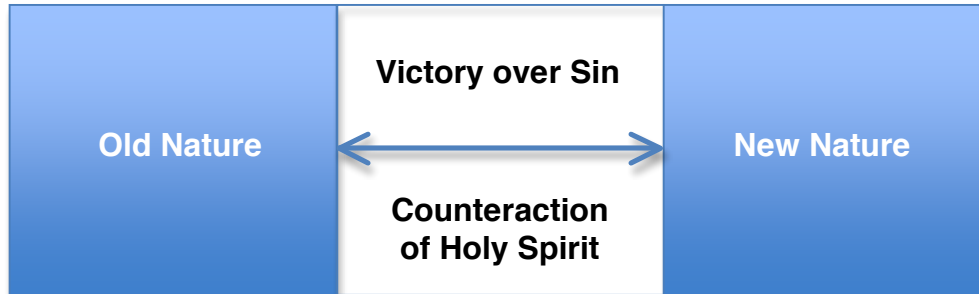 Victory over Sin
Old Nature
New Nature
Counteraction
of Holy Spirit